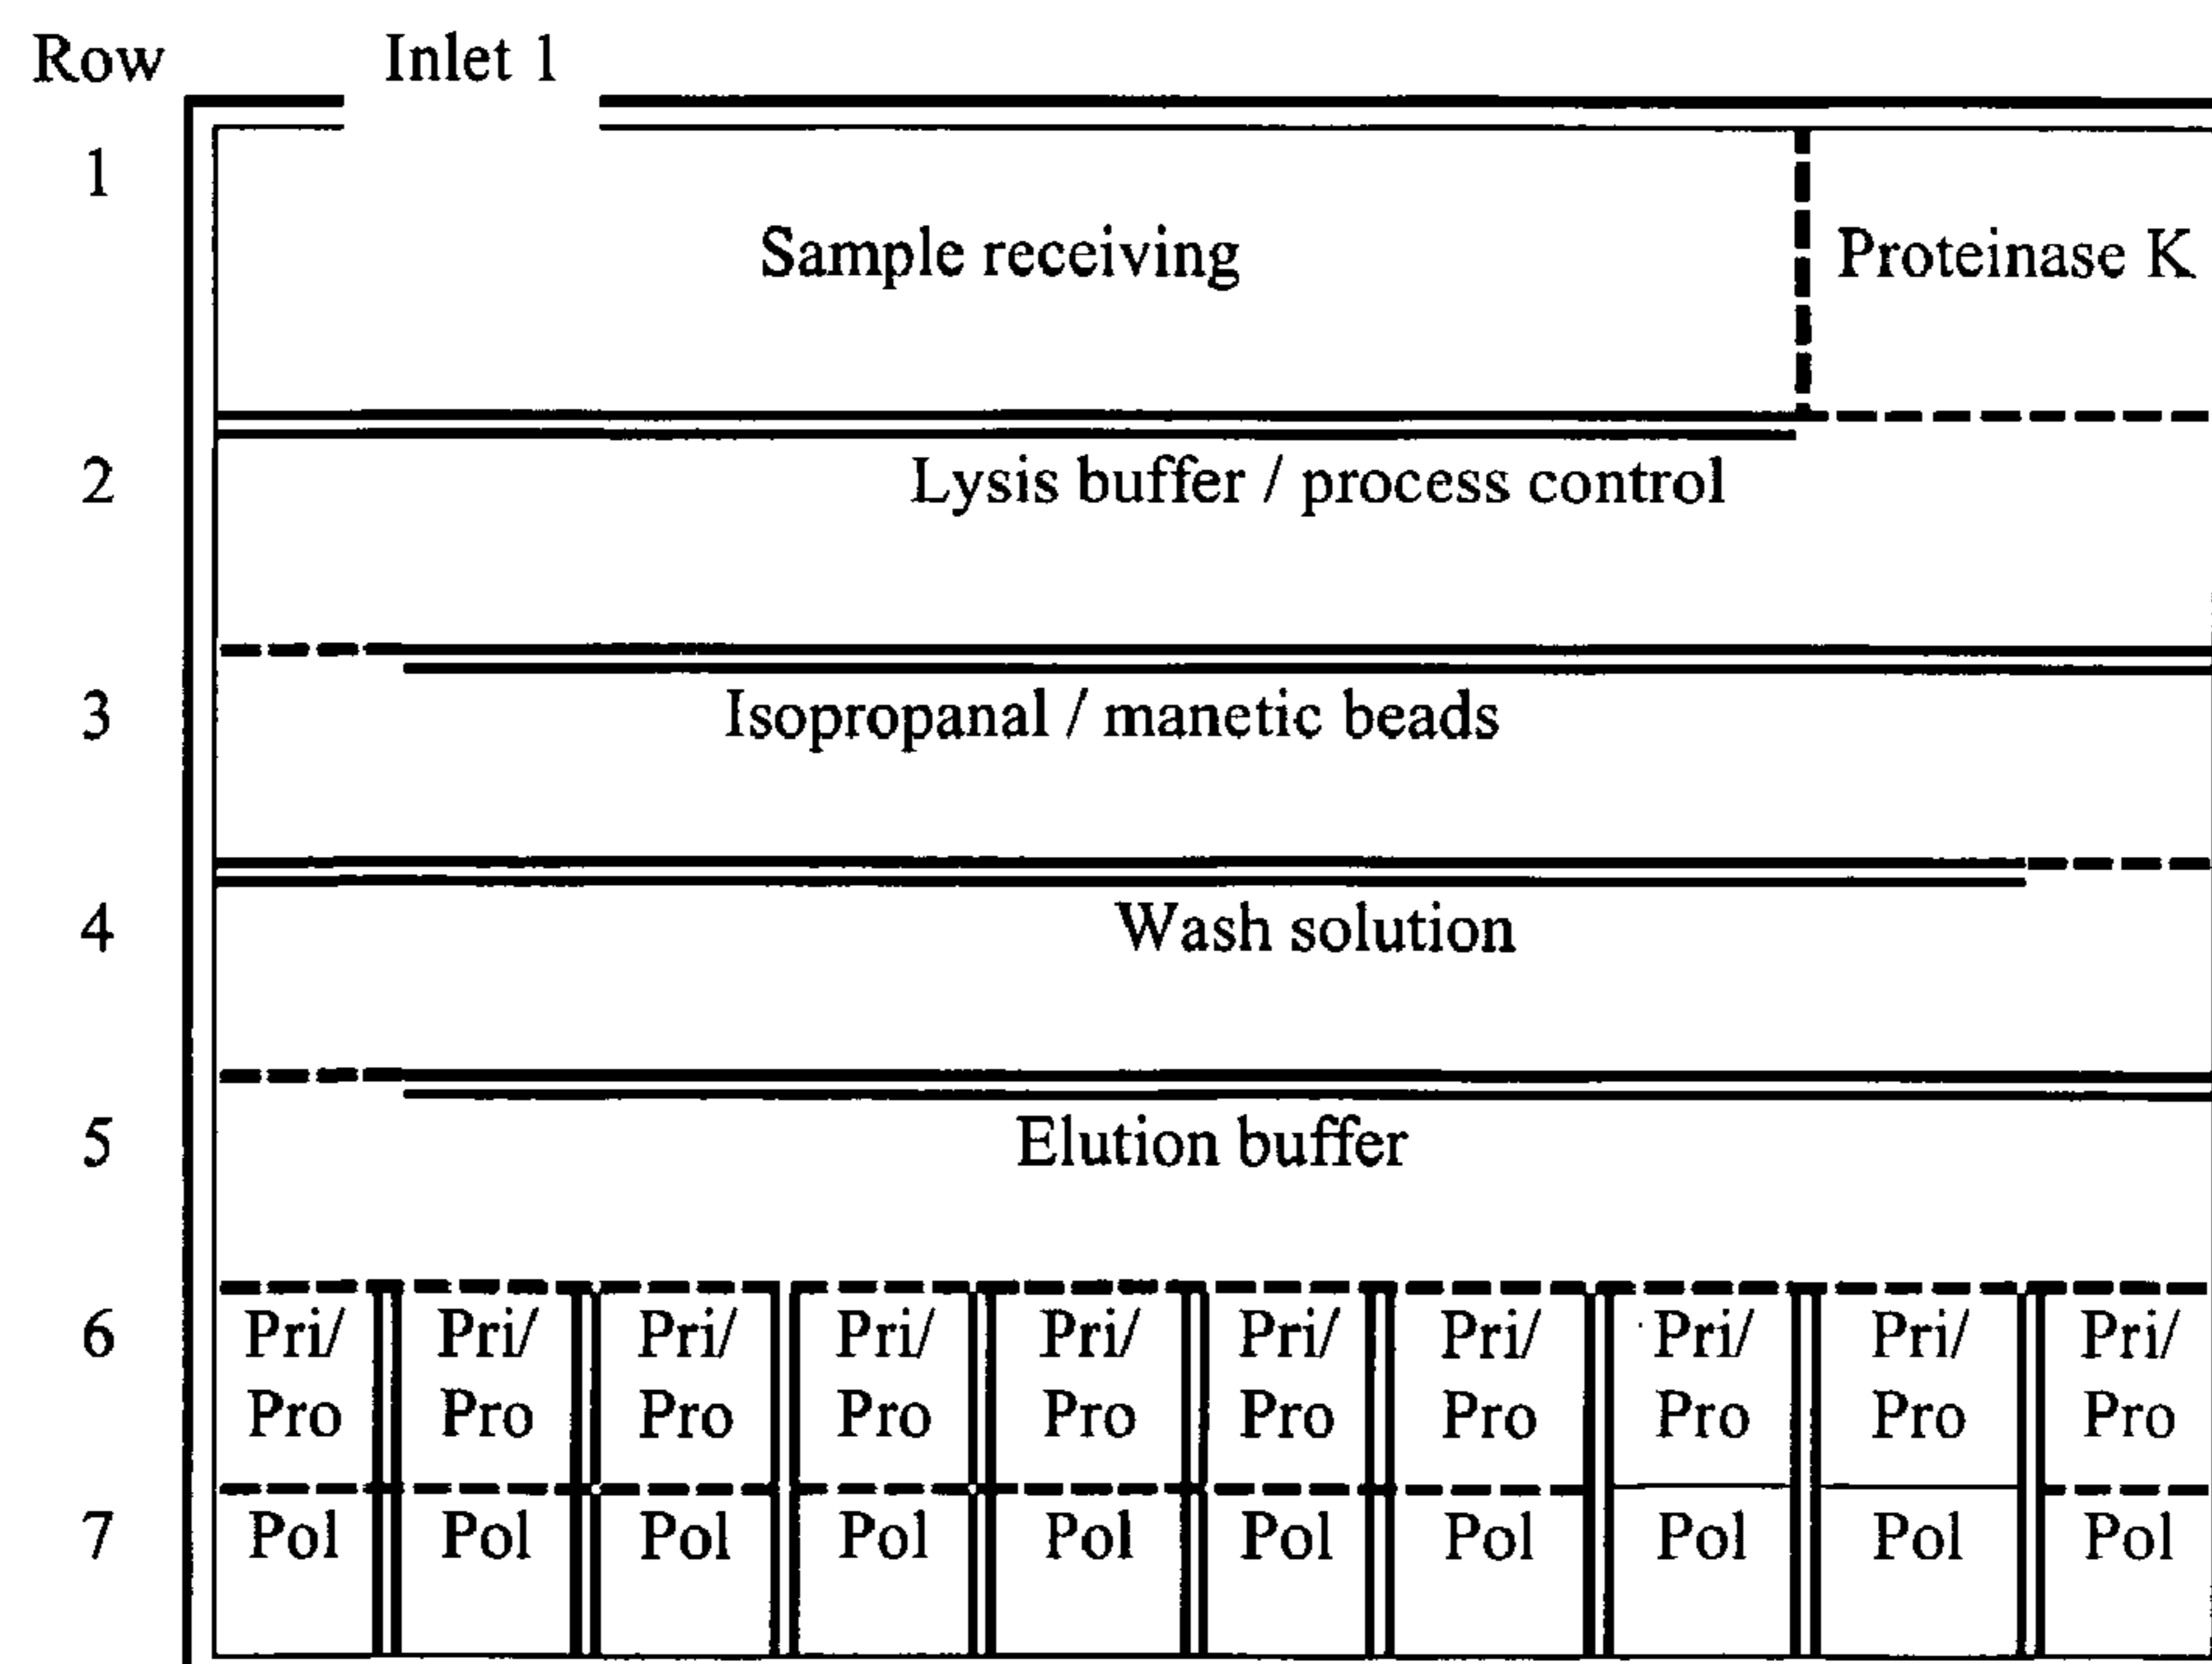 Row Inlet 1
1
Sample receiving Proteinase K
2 Lysis buffer / process control
3 Isopropanal / manetic beads
4 Wash solution
5 Elution buffer
6 Pri/ Pri/ Pri/ Pri/ Pri/ Pri/ Pri/ Pri/ Pri/ Pri/
Pro Pro Pro Pro Pro Pro Pro Pro Pro Pro
7 Pol Pol Pol Pol Pol Pol Pol Pol Pol Pol